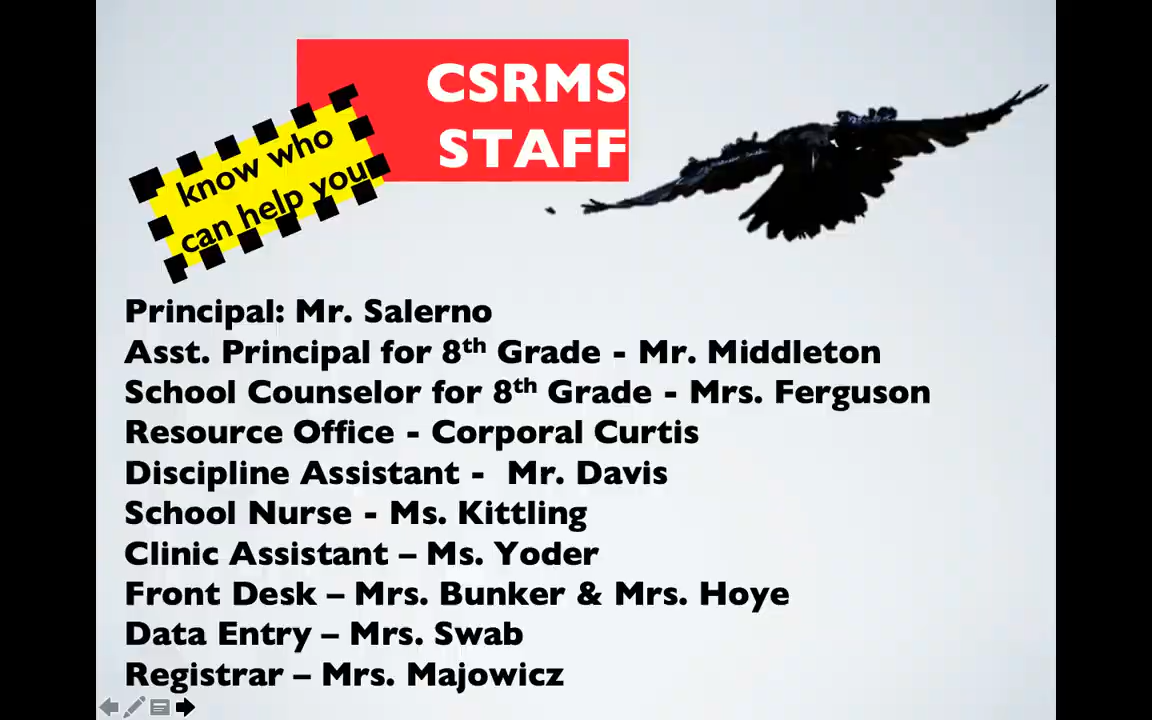 CSRMS
STAFF
know who
can help you
Principal: Mr. Salerno
Asst. Principal for 8th Grade - Mr. Middleton
School Counselor for 8th Grade - Mrs. Ferguson
Resource Office - Corporal Curtis
Discipline Assistant -  Mr. Davis
School Nurse - Ms. Kittling
Clinic Assistant – Ms. Yoder
Front Desk – Mrs. Bunker & Mrs. Hoye
Data Entry – Mrs. Swab
Registrar – Mrs. Majowicz